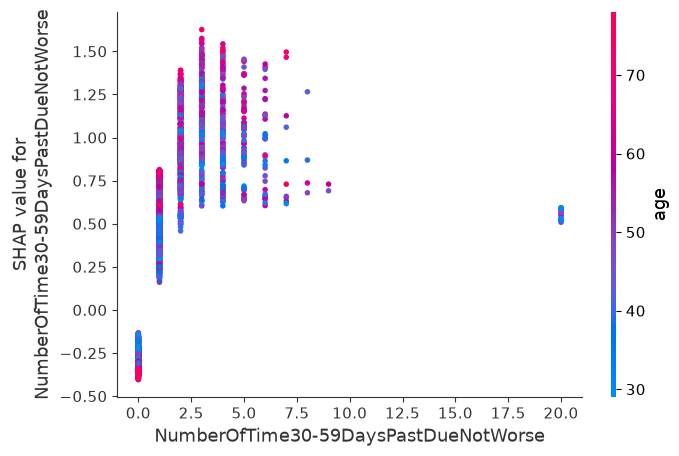 SHAP value for
NumberOfTime30-59DaysPastDueNotWorse
1.50
1.25
1.00
0.75
0.50
0.25
0.00
−0.25
−0.50
0.0 2.5 5.0 7.5 10.0 12.5 15.0 17.5 20.0
NumberOfTime30-59DaysPastDueNotWorse
70
60
50
40
30
age